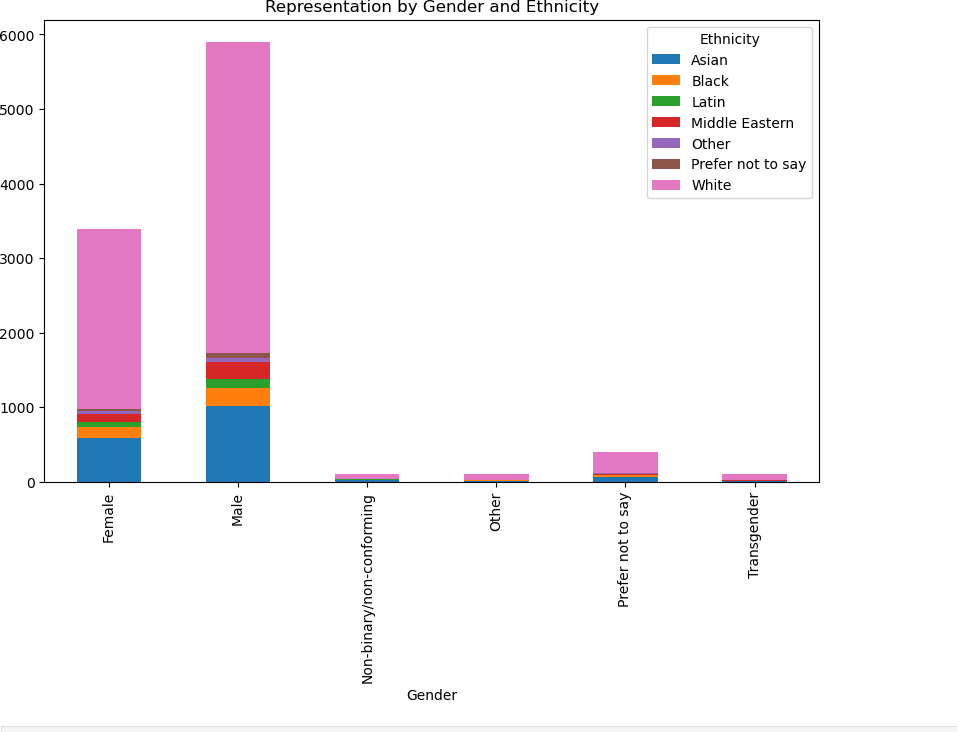 Representation by Gender and Ethnicity
6000
5000
4000
3000
2000
1000
0
Ethnicity
Asian
Black
Latin
Middle Eastern
Other
Prefer not to say
White
Female
Male
Non-binary/non-conforming
Other
Prefer not to say
Transgender
Gender